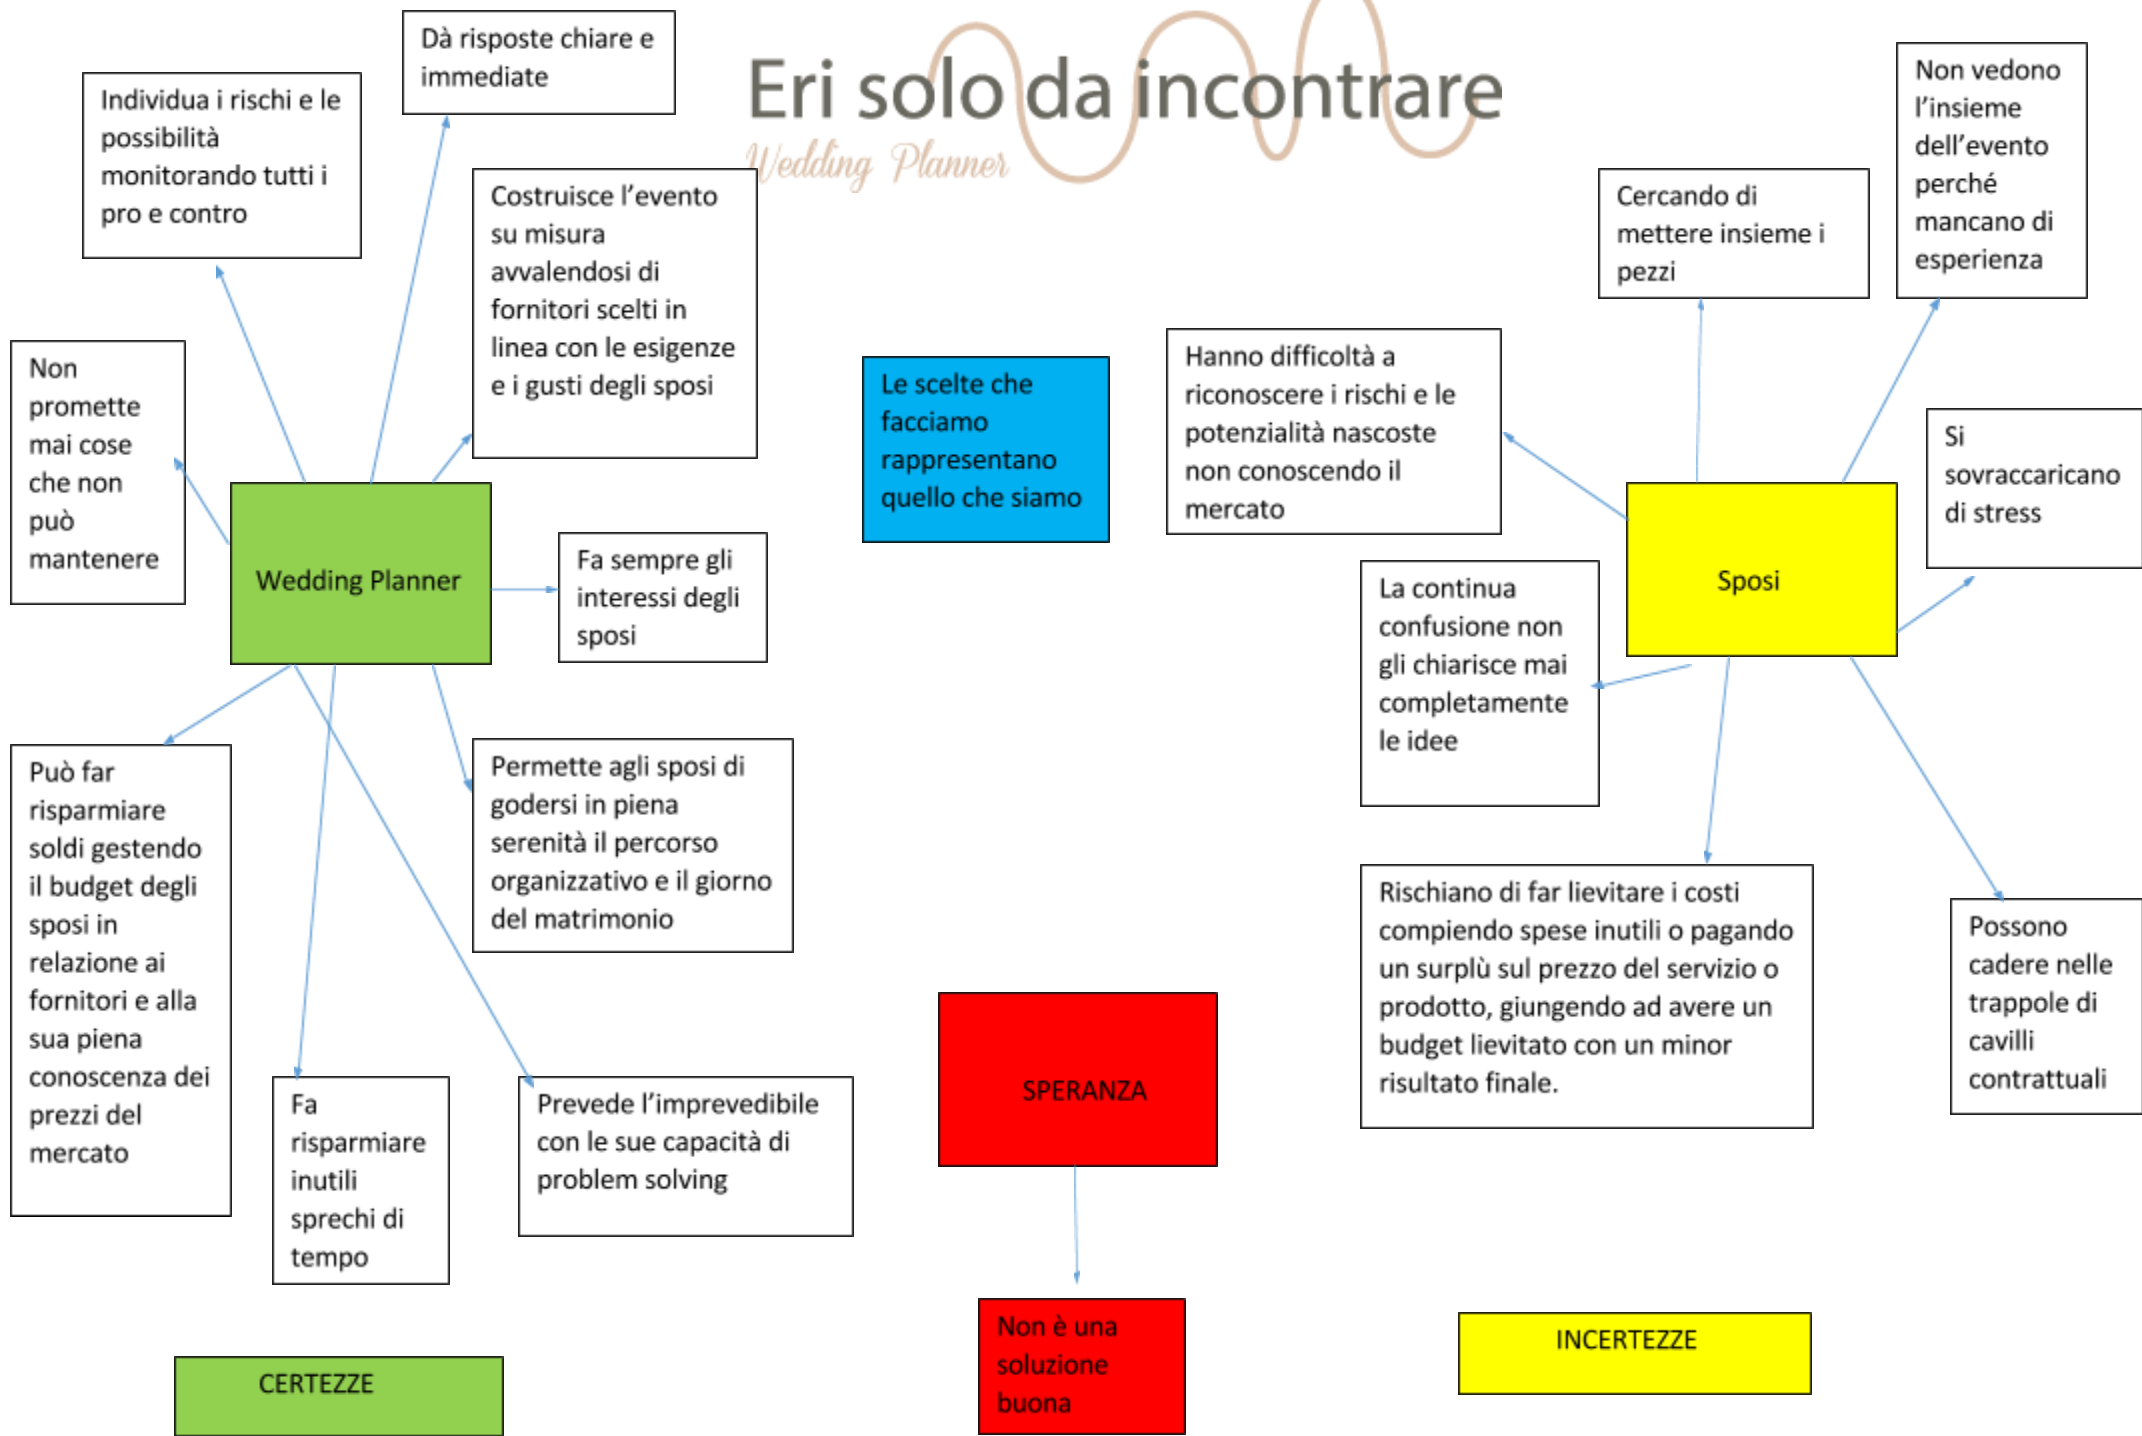 Eri solo da incontrare
Wedding Planner
Dà risposte chiare e
immediate
Individua i rischi e le
possibilità
monitorando tutti i
pro e contro
Costruisce l'evento
su misura
avvalendosi di
fornitori scelti in
linea con le esigenze
e i gusti degli sposi
Non
promette
mai cose
che non
può
mantenere
Wedding Planner
Fa sempre gli
interessi degli
sposi
Può far
risparmiare
soldi gestendo
il budget degli
sposi in
relazione ai
fornitori e alla
sua piena
conoscenza dei
prezzi del
mercato
Permette agli sposi di
godersi in piena
serenità il percorso
organizzativo e il giorno
del matrimonio
Fa
risparmiare
inutili
sprechi di
tempo
Prevede l'imprevedibile
con le sue capacità di
problem solving
CERTEZZE
Le scelte che
facciamo
rappresentano
quello che siamo
SPERANZA
Non è una
soluzione
buona
Non vedono
l'insieme
dell'evento
perché
mancano di
esperienza
Cercando di
mettere insieme i
pezzi
Hanno difficoltà a
riconoscere i rischi e le
potenzialità nascoste
non conoscendo il
mercato
Si
sovraccaricano
di stress
Sposi
La continua
confusione non
gli chiarisce mai
completamente
le idee
Rischiano di far lievitare i costi
compiendo spese inutili o pagando
un surplù sul prezzo del servizio o
prodotto, giungendo ad avere un
budget lievitato con un minor
risultato finale.
Possono
cadere nelle
trappole di
cavilli
contrattuali
INCERTEZZE